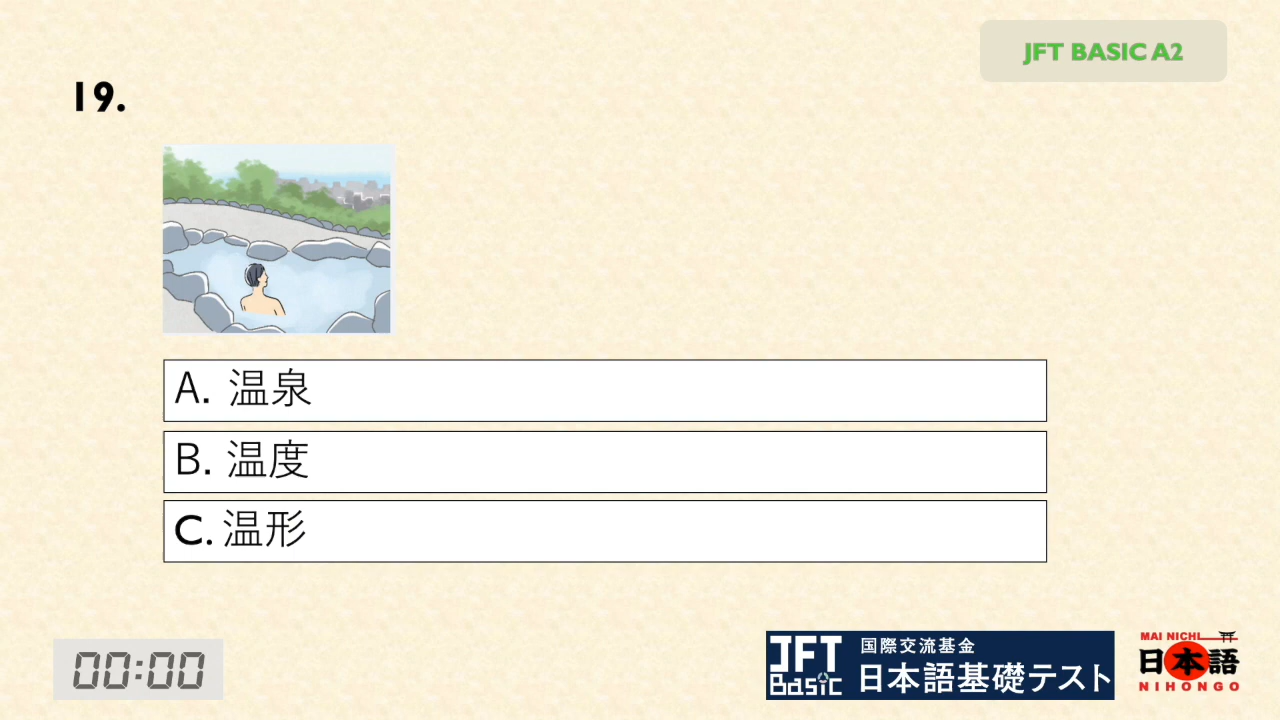 JFT BASIC A2
19.
A. 温泉
B. 温度
C. 温形
00:00
JFT Basic
国際交流基金
日本語基礎テスト
MAI NICHI
日本語
NIHONGO